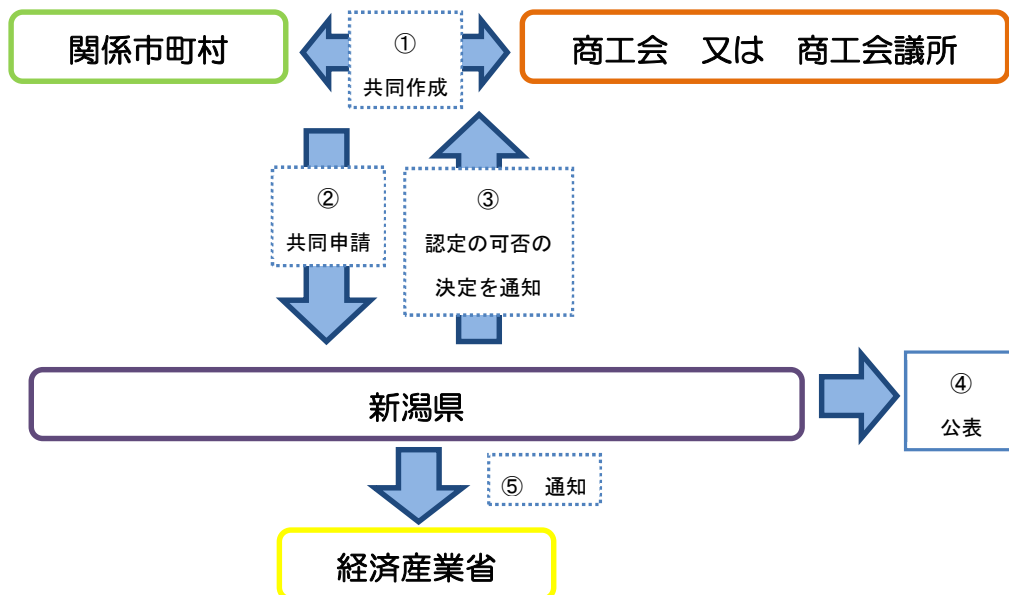 関係市町村
①
共同作成
商工会　又は　商工会議所
②
共同申請
③
認定の可否の
決定を通知
新潟県
④
公表
⑤　通知
経済産業省